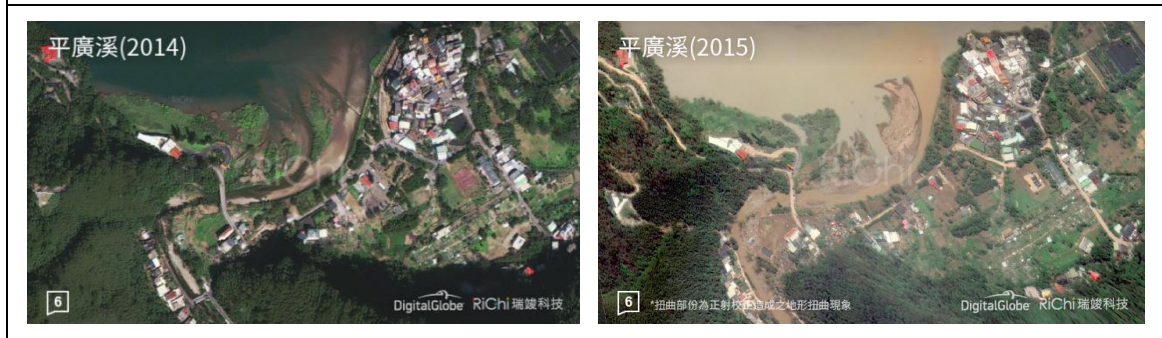 平廣溪(2014)
RiChi
6
DigitalGlobe RiChi 瑞竣科技
平廣溪(2015)
RiChi
6
*扭曲部份為正射校正造成之地形扭曲現象
DigitalGlobe RiChi 瑞竣科技